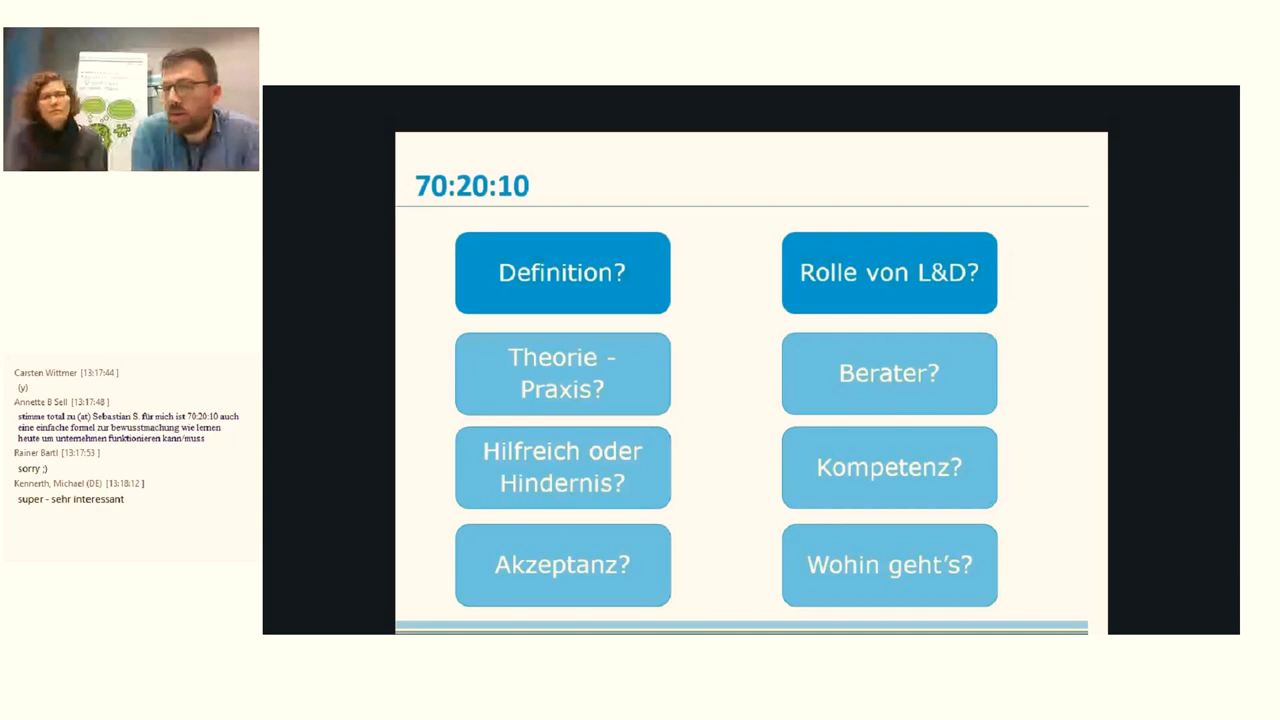 70:20:10
Definition?
Rolle von L&D?
Theorie -
Praxis?
Berater?
Hilfreich oder
Hindernis?
Kompetenz?
Akzeptanz?
Wohin geht's?
Carsten Wittmer [13:17:44 ]
(y)
Annette B Sell [13:17:48 ]
stimme total zu (at) Sebastian S. für mich ist 70:20:10 auch
eine einfache formel zur bewusstmachung wie lernen
heute um unternehmen funktionieren kann/muss
Rainer Bartl [13:17:53 ]
sorry ;)
Kennerth, Michael (DE) [13:18:12 ]
super - sehr interessant